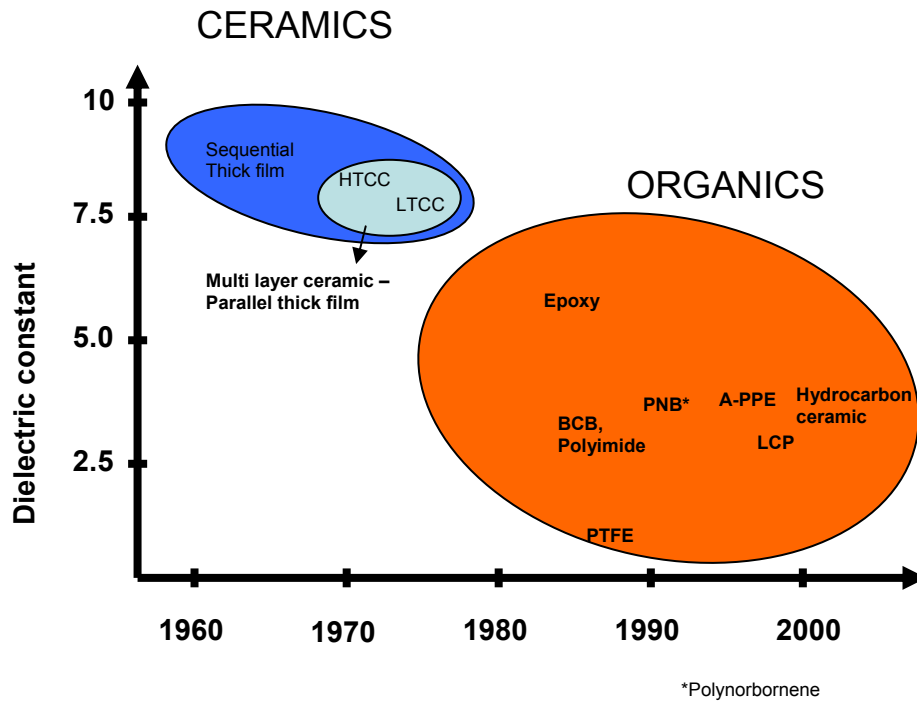 CERAMICS
10
Sequential
Thick film
HTCC
LTCC
ORGANICS
7.5
Multi layer ceramic –
Parallel thick film
Epoxy
5.0
Dielectric constant
PNB*
A-PPE
Hydrocarbon
ceramic
BCB,
Polyimide
LCP
2.5
PTFE
1960
1970
1980
1990
2000
*Polynorbornene